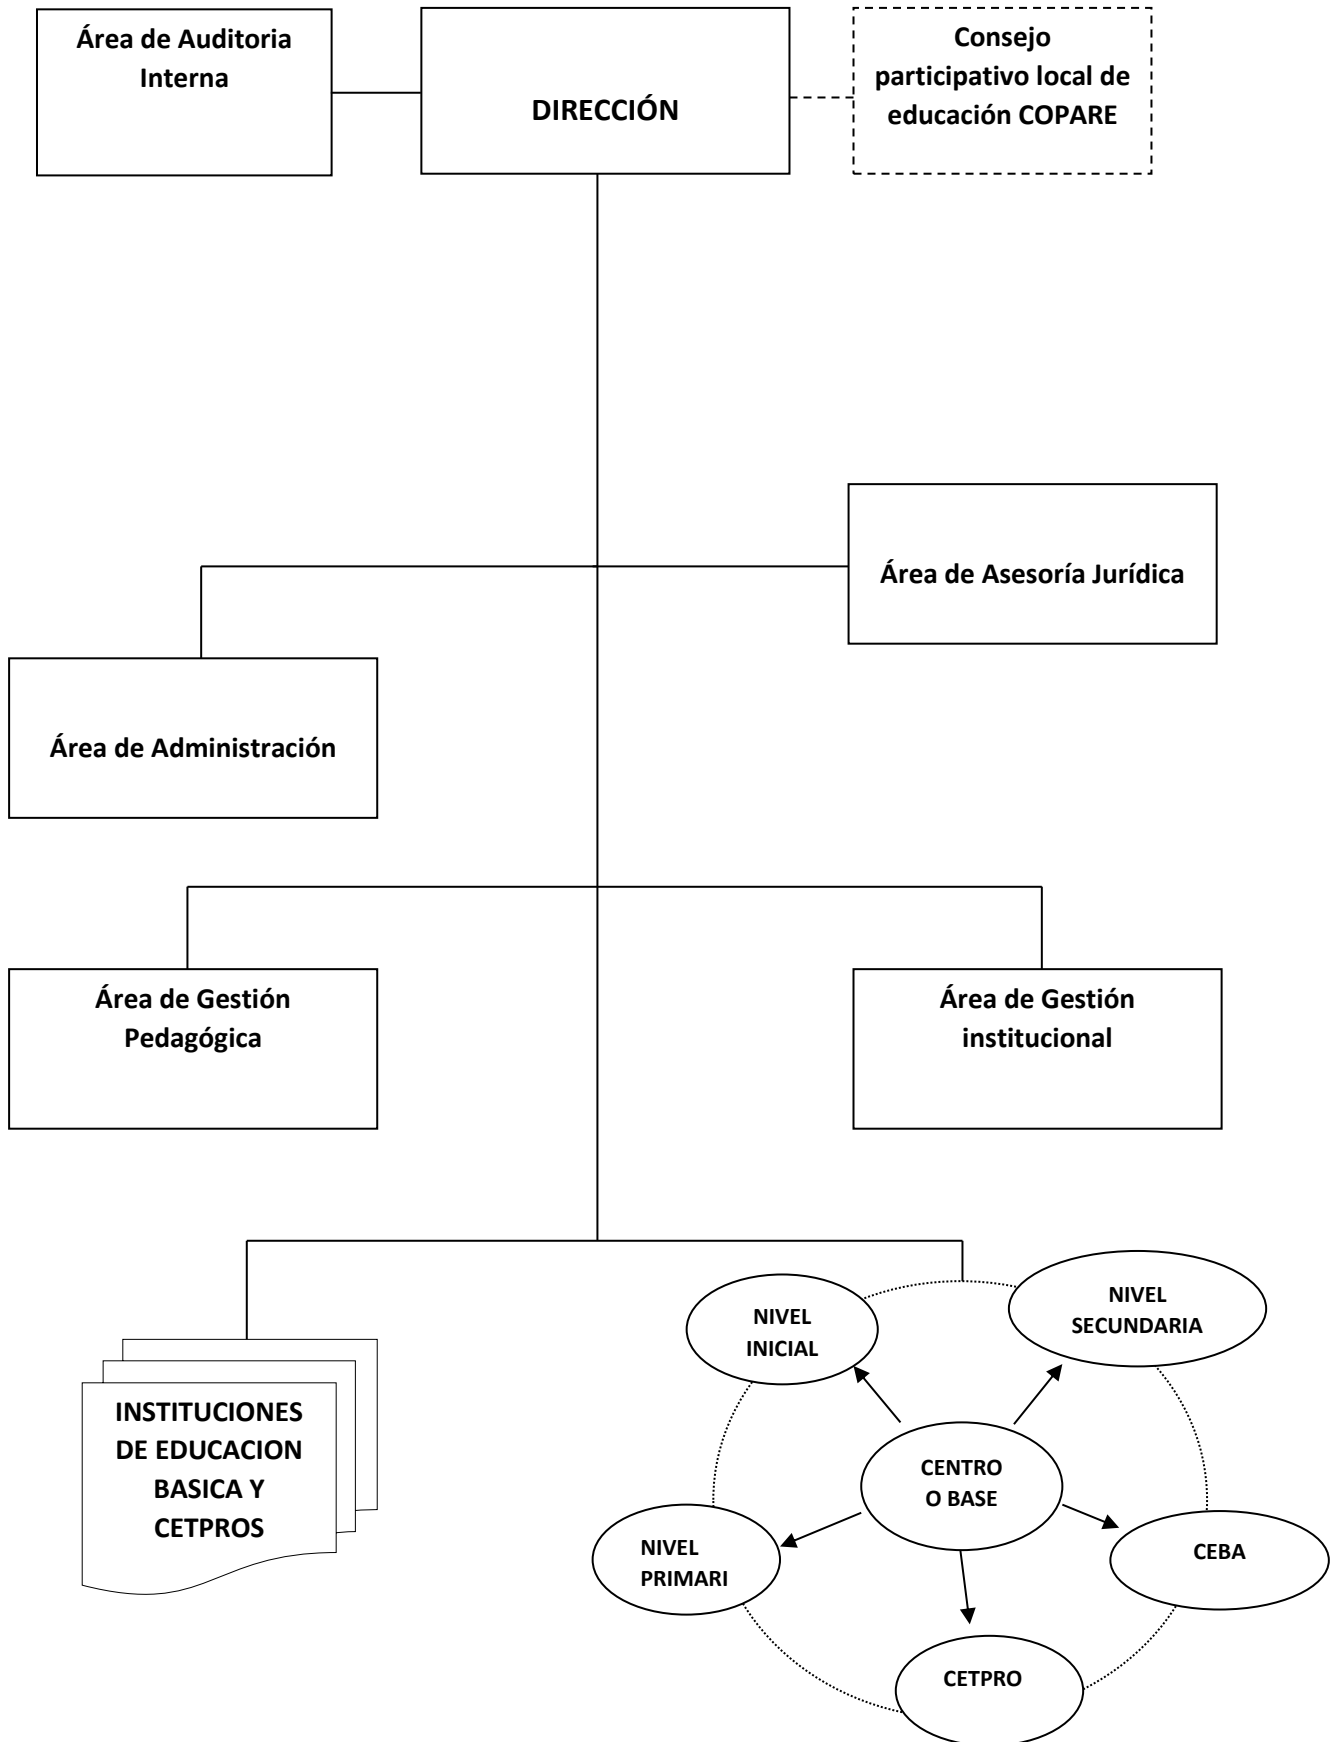 Área de Auditoria
Interna
DIRECCIÓN
Consejo
participativo local de
educación COPARE
Área de Asesoría Jurídica
Área de Administración
Área de Gestión
Pedagógica
Área de Gestión
institucional
INSTITUCIONES
DE EDUCACION
BASICA Y
CETPROS
NIVEL
INICIAL
NIVEL
SECUNDARIA
CENTRO
O BASE
NIVEL
PRIMARI
CEBA
CETPRO